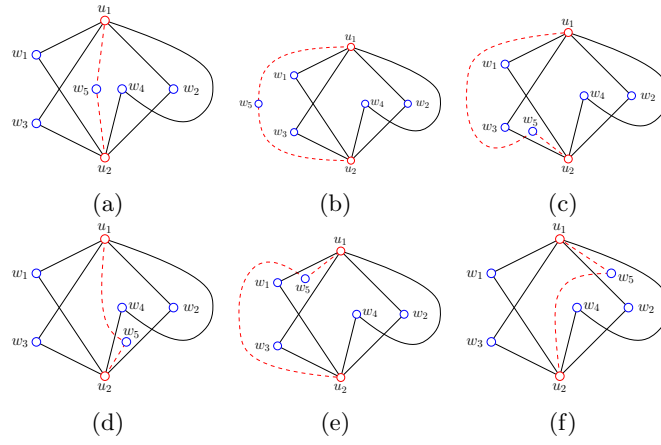 u₁ u₁ u₁
w₁ w₁ w₁
w₅ w₄ w₂ w₅ w₄ w₂ w₄ w₂
w₃ w₃ w₃ w₅
u₂ u₂ u₂
(a) (b) (c)
u₁ u₁ u₁
w₁ w₁ w₅ w₁ w₅
w₄ w₂ w₄ w₂ w₄ w₂
w₃ w₅ w₃ w₃
u₂ u₂ u₂
(d) (e) (f)